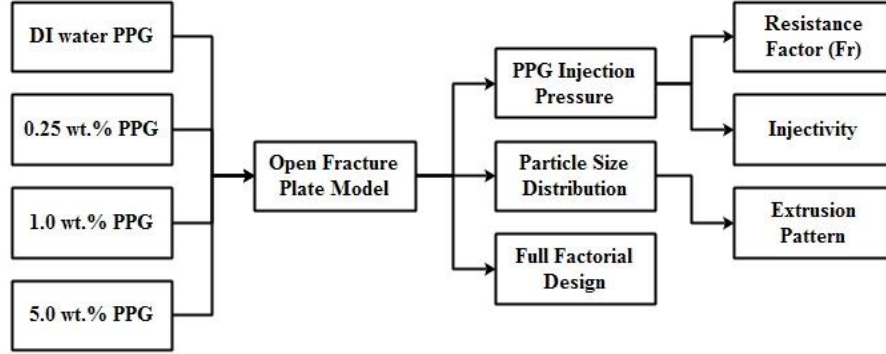 DI water PPG
0.25 wt.% PPG
1.0 wt.% PPG
5.0 wt.% PPG
Open Fracture
Plate Model
PPG Injection
Pressure
Particle Size
Distribution
Full Factorial
Design
Resistance
Factor (Fr)
Injectivity
Extrusion
Pattern